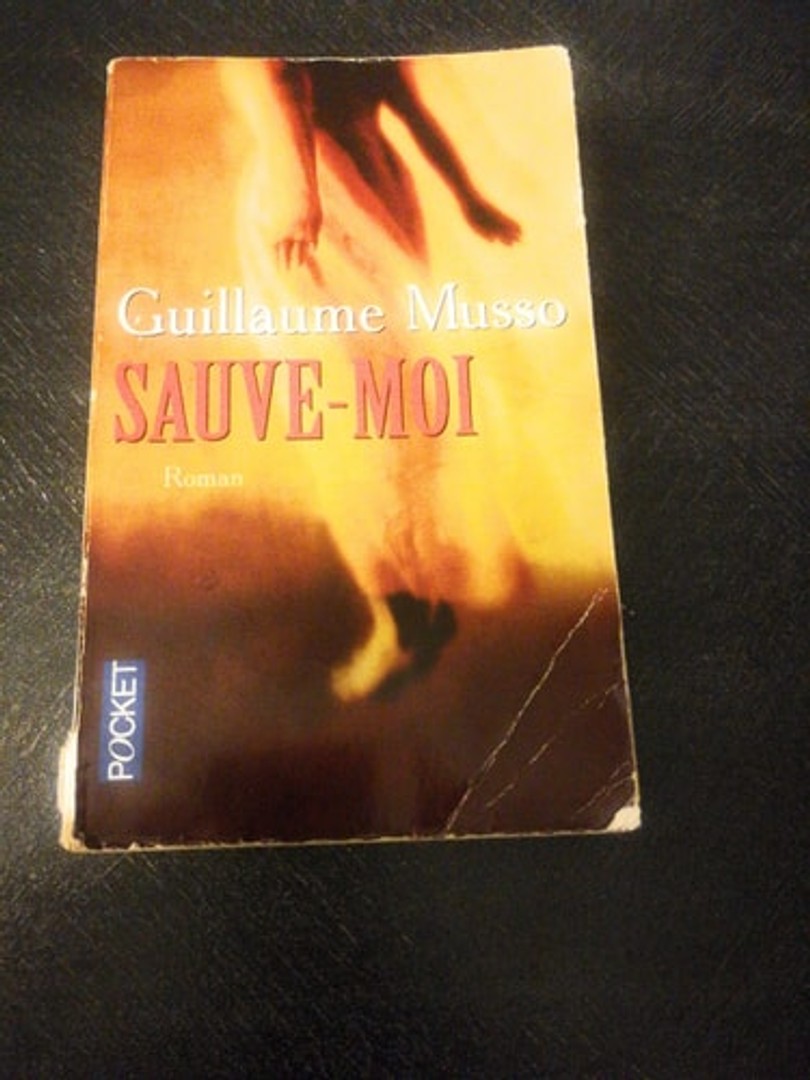 Guillaume Musso
SAUVE-MOI
Roman
POCKET